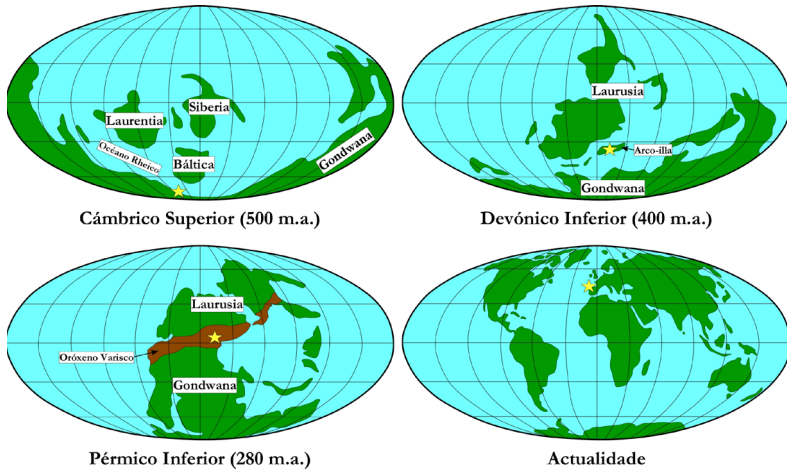 Laurentia
Siberia
Océano Rheico
Báltica
Gondwana
Cámbrico Superior (500 m.a.)
Laurusia
Arco-illa
Gondwana
Devónico Inferior (400 m.a.)
Laurusia
Oróxeno Varisco
Gondwana
Pérmico Inferior (280 m.a.)
Actualidade